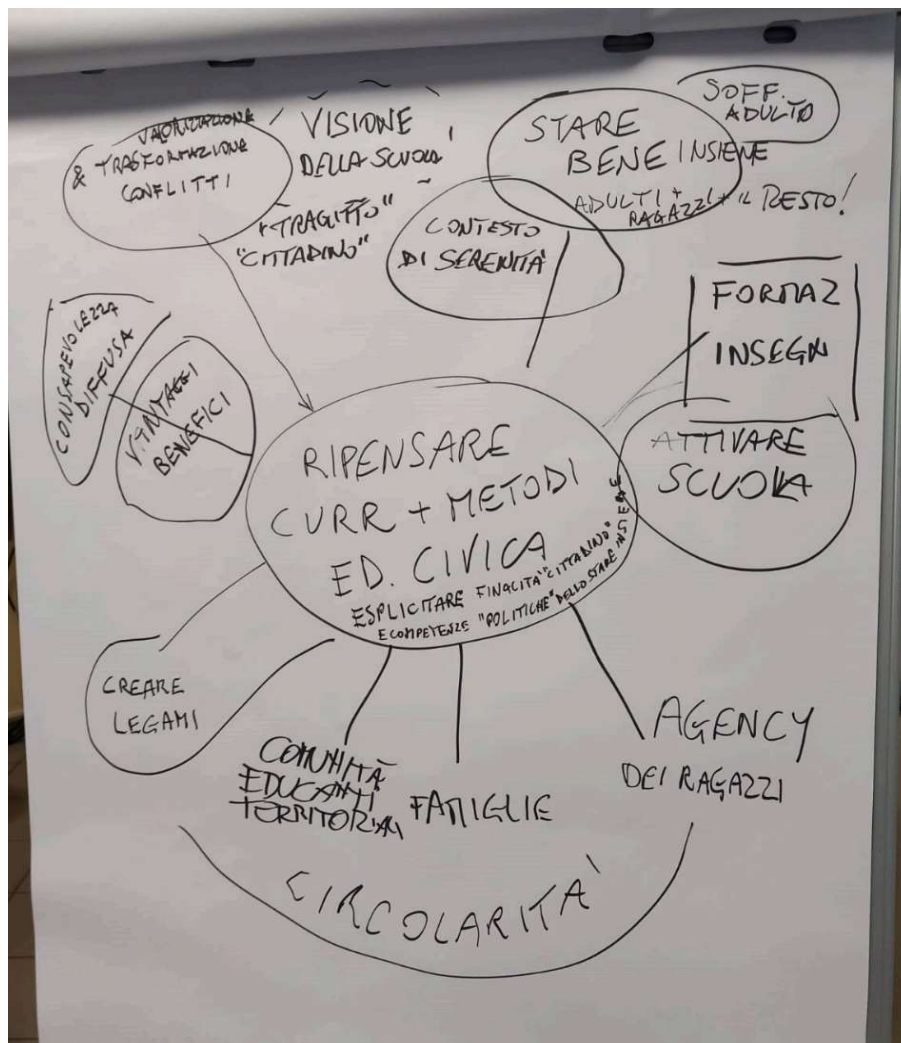 VALORIZZAZIONE
& TRASFORMAZIONE
CONFLITTI
VISIONE
DELLA SCUOLA
"TRAGITTO"
"CITTADINO"
STARE
BENE INSIEME
ADULTI +
RAGAZZI + IL RESTO!
SOFF.
ADULTO
CONTESTO
DI SERENITÀ
FORMAZ
INSEGN
ATTIVARE
SCUOLA
CONSAPEVOLEZZA
DIFFUSA
VANTAGGI
BENEFICI
RIPENSARE
CURR + METODI
ED. CIVICA
ESPLICITARE FINALITÀ "CITTADINO"
E COMPETENZE "POLITICHE" DELLO STARE INSIEME
CREARE
LEGAMI
COMUNITÀ
EDUCANTI
TERRITORIALI
FAMIGLIE
AGENCY
DEI RAGAZZI
CIRCOLARITÀ